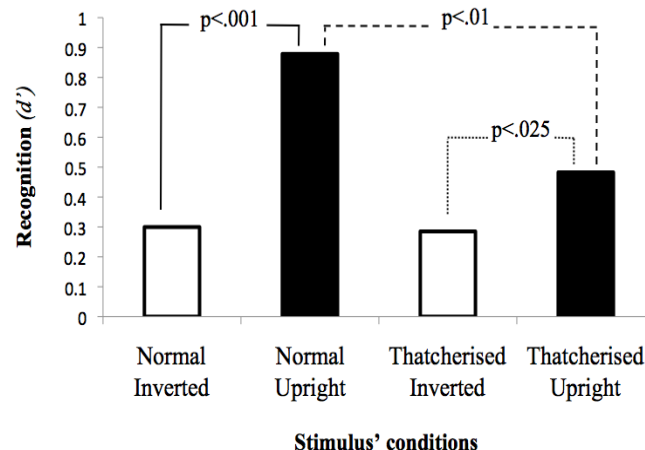 1
0.9
0.8
0.7
0.6
0.5
0.4
0.3
0.2
0.1
0
Recognition (d')
p<.001
p<.01
p<.025
Normal Inverted
Normal Upright
Thatcherised Inverted
Thatcherised Upright
Stimulus' conditions